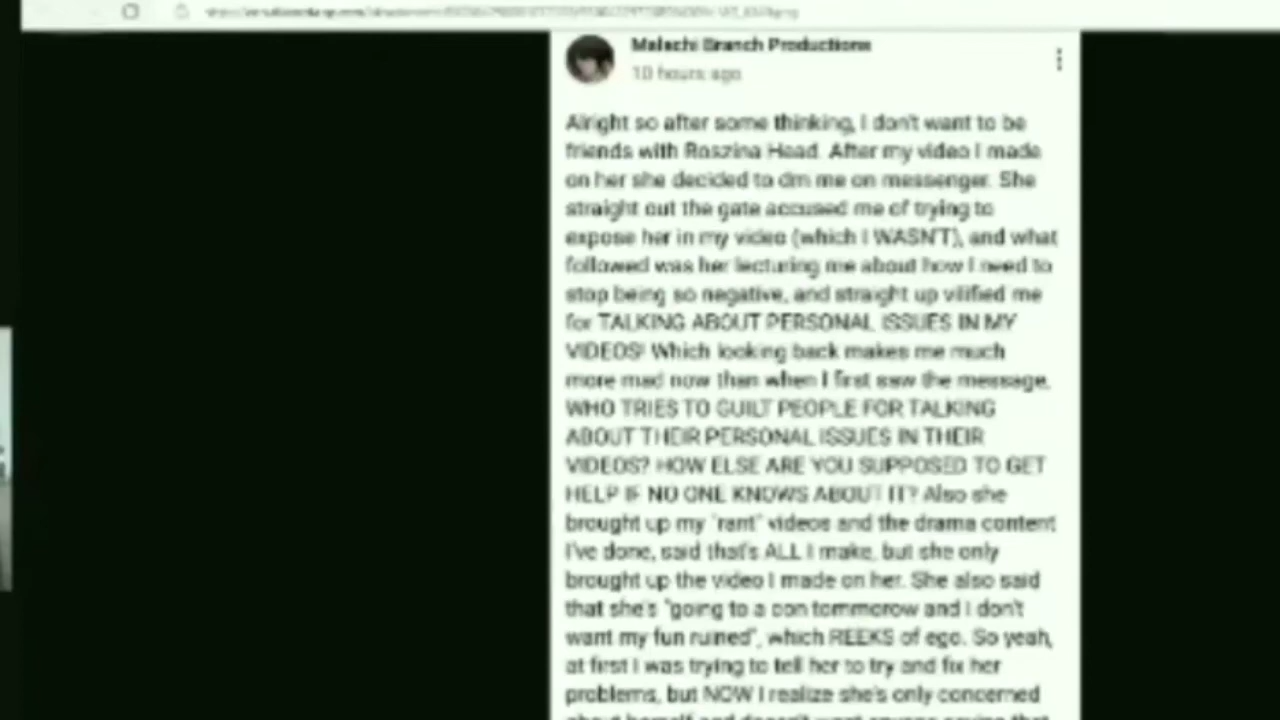 Malachi Branch Productions
10 hours ago
Alright so after some thinking, I don't want to be
friends with Roszina Head. After my video I made
on her she decided to dm me on messenger. She
straight out the gate accused me of trying to
expose her in my video (which I WASN'T), and what
followed was her lecturing me about how I need to
stop being so negative, and straight up vilified me
for TALKING ABOUT PERSONAL ISSUES IN MY
VIDEOS! Which looking back makes me much
more mad now than when I first saw the message.
WHO TRIES TO GUILT PEOPLE FOR TALKING
ABOUT THEIR PERSONAL ISSUES IN THEIR
VIDEOS? HOW ELSE ARE YOU SUPPOSED TO GET
HELP IF NO ONE KNOWS ABOUT IT? Also she
brought up my "rant" videos and the drama content
I've done, said that's ALL I make, but she only
brought up the video I made on her. She also said
that she's "going to a con tommorow and I don't
want my fun ruined", which REEKS of ego. So yeah,
at first I was trying to tell her to try and fix her
problems, but NOW I realize she's only concerned